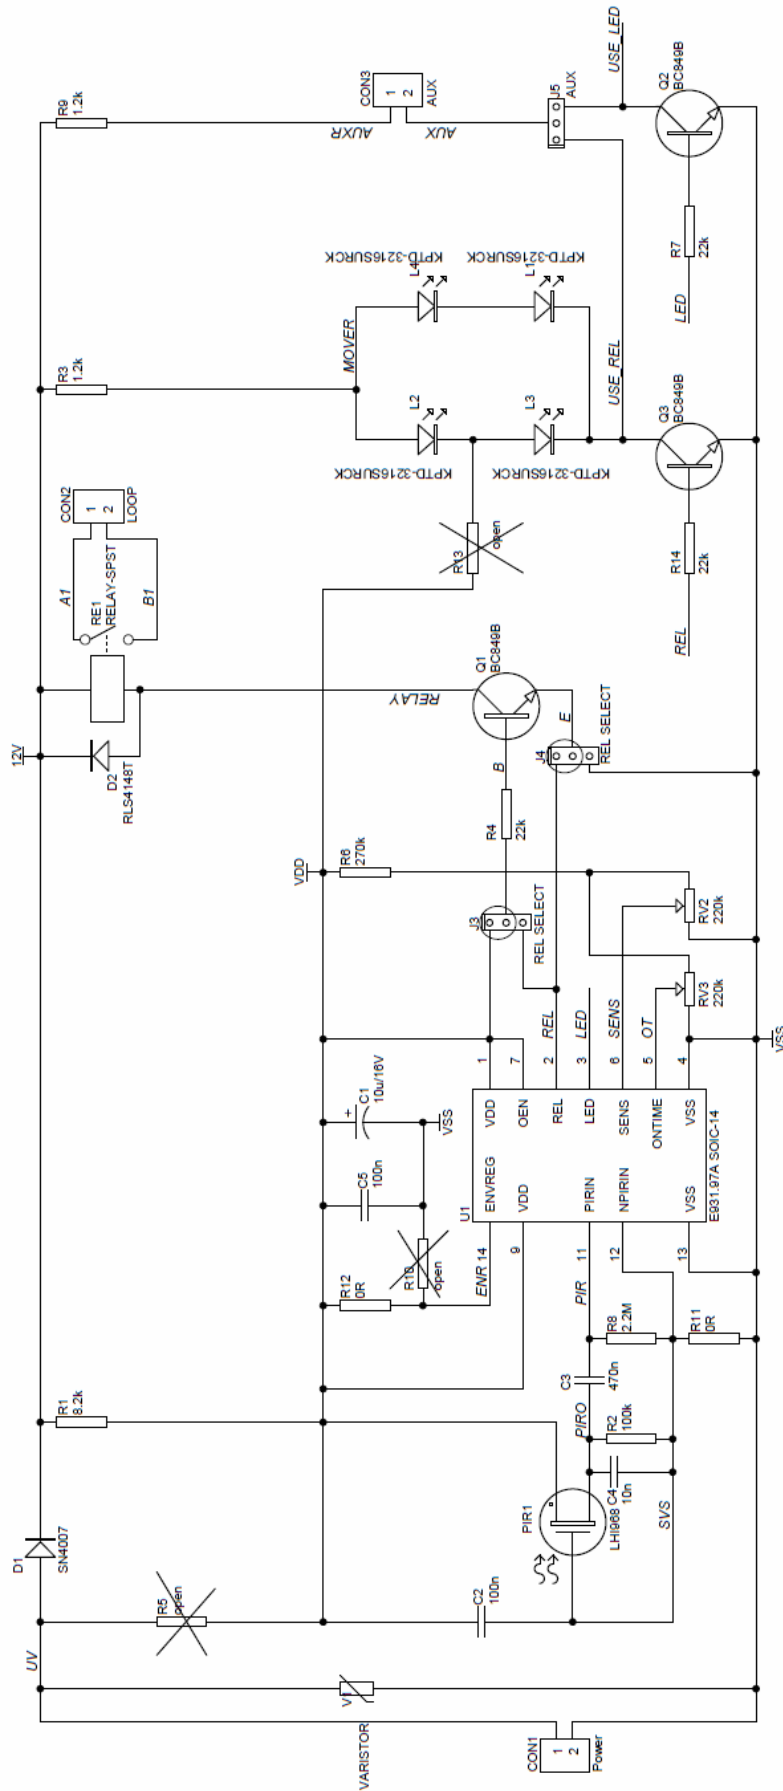 CON1
1
2
Power
VARISTOR
V1
UV
D1
SN4007
R5
open
C2
100n
PIR1
LHI968
C4
10n
SVS
R1
8.2k
PIRO
R2
100k
C3
470n
R8
2.2M
R11
0R
R12
0R
R10
open
C5
100n
C1
10u/16V
+
VSS
ENR
14
9
PIR
11
12
13
U1
ENVREG
VDD
PIRIN
NPIRIN
VSS
VDD
OEN
REL
LED
SENS
ONTIME
VSS
E931.97A SOIC-14
1
7
2
3
6
5
4
REL
LED
SENS
OT
VSS
RV3
220k
RV2
220k
VDD
R6
270k
J3
REL SELECT
R4
22k
B
J4
REL SELECT
E
Q1
BC849B
RELAY
12V
D2
RLS4148T
RE1
RELAY-SPST
A1
B1
CON2
1
2
LOOP
R13
open
R3
1.2k
MOVER
L2
KPTD-3216SURCK
L3
KPTD-3216SURCK
L4
KPTD-3216SURCK
L1
KPTD-3216SURCK
USE_REL
REL
R14
22k
Q3
BC849B
LED
R7
22k
Q2
BC849B
USE_LED
R9
1.2k
AUXR
CON3
1
2
AUX
AUX
J5
AUX